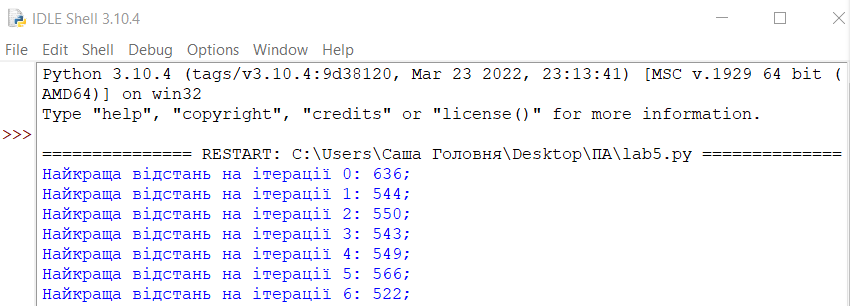 IDLE Shell 3.10.4
File Edit Shell Debug Options Window Help
Python 3.10.4 (tags/v3.10.4:9d38120, Mar 23 2022, 23:13:41) [MSC v.1929 64 bit (
AMD64)] on win32
Type "help", "copyright", "credits" or "license()" for more information.
>>>
=============== RESTART: C:\Users\Саша Головня\Desktop\ПА\lab5.py ==============
Найкраща відстань на ітерації 0: 636;
Найкраща відстань на ітерації 1: 544;
Найкраща відстань на ітерації 2: 550;
Найкраща відстань на ітерації 3: 543;
Найкраща відстань на ітерації 4: 549;
Найкраща відстань на ітерації 5: 566;
Найкраща відстань на ітерації 6: 522;